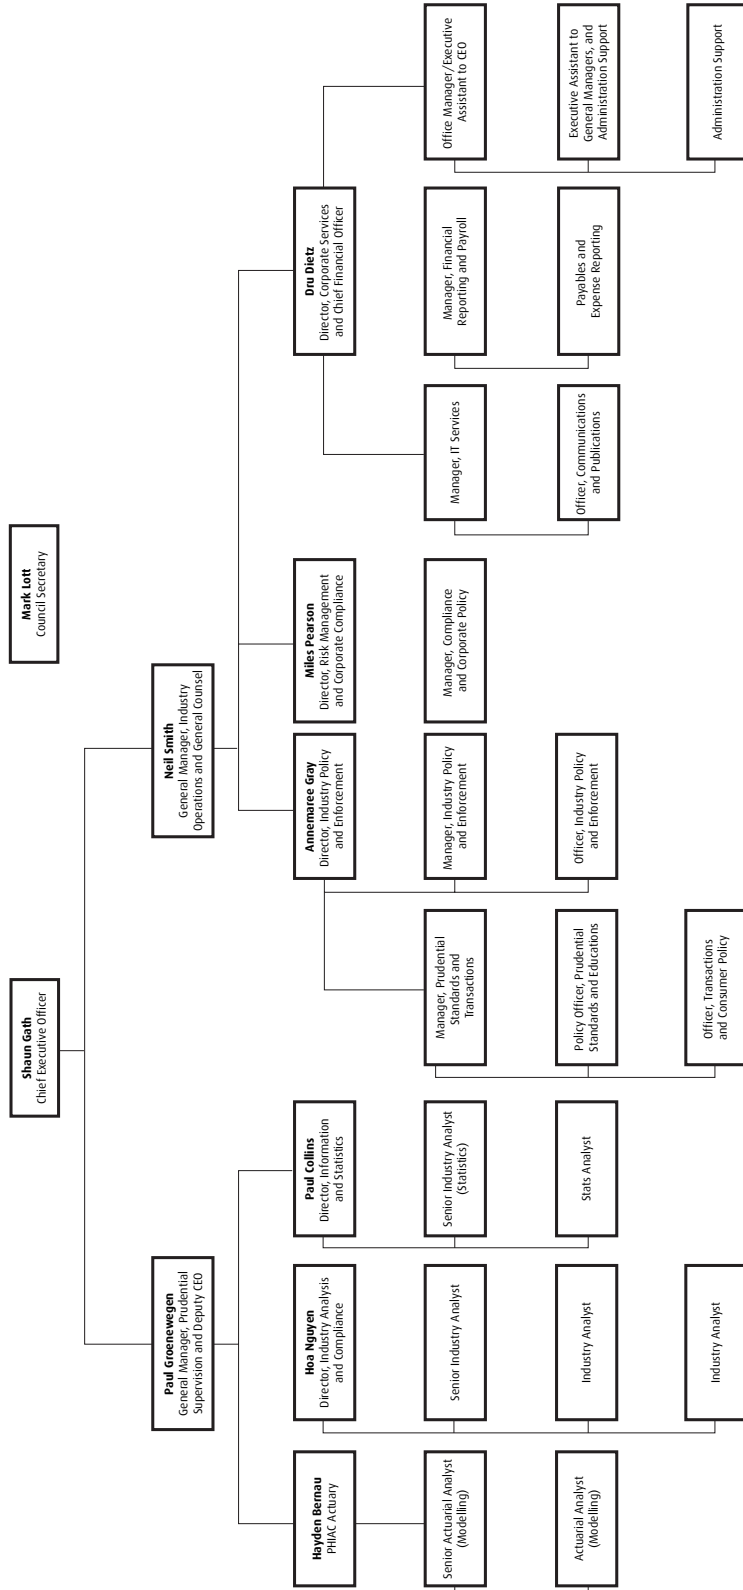 Mark Lott
Council Secretary
Shaun Gath
Chief Executive Officer
Paul Groenewegen
General Manager, Prudential
Supervision and Deputy CEO
Neil Smith
General Manager, Industry
Operations and General Counsel
Hayden Bernau
PHIAC Actuary
Hoa Nguyen
Director, Industry Analysis
and Compliance
Paul Collins
Director, Information
and Statistics
Annemaree Gray
Director, Industry Policy
and Enforcement
Miles Pearson
Director, Risk Management
and Corporate Compliance
Dru Dietz
Director, Corporate Services
and Chief Financial Officer
Senior Actuarial Analyst
(Modelling)
Senior Industry Analyst
Senior Industry Analyst
(Statistics)
Manager, Prudential
Standards and
Transactions
Manager, Industry Policy
and Enforcement
Manager, Compliance
and Corporate Policy
Manager, IT Services
Manager, Financial
Reporting and Payroll
Office Manager/Executive
Assistant to CEO
Actuarial Analyst
(Modelling)
Industry Analyst
Stats Analyst
Policy Officer, Prudential
Standards and Educations
Officer, Industry Policy
and Enforcement
Officer, Communications
and Publications
Payables and
Expense Reporting
Executive Assistant to
General Managers, and
Administration Support
Industry Analyst
Officer, Transactions
and Consumer Policy
Administration Support